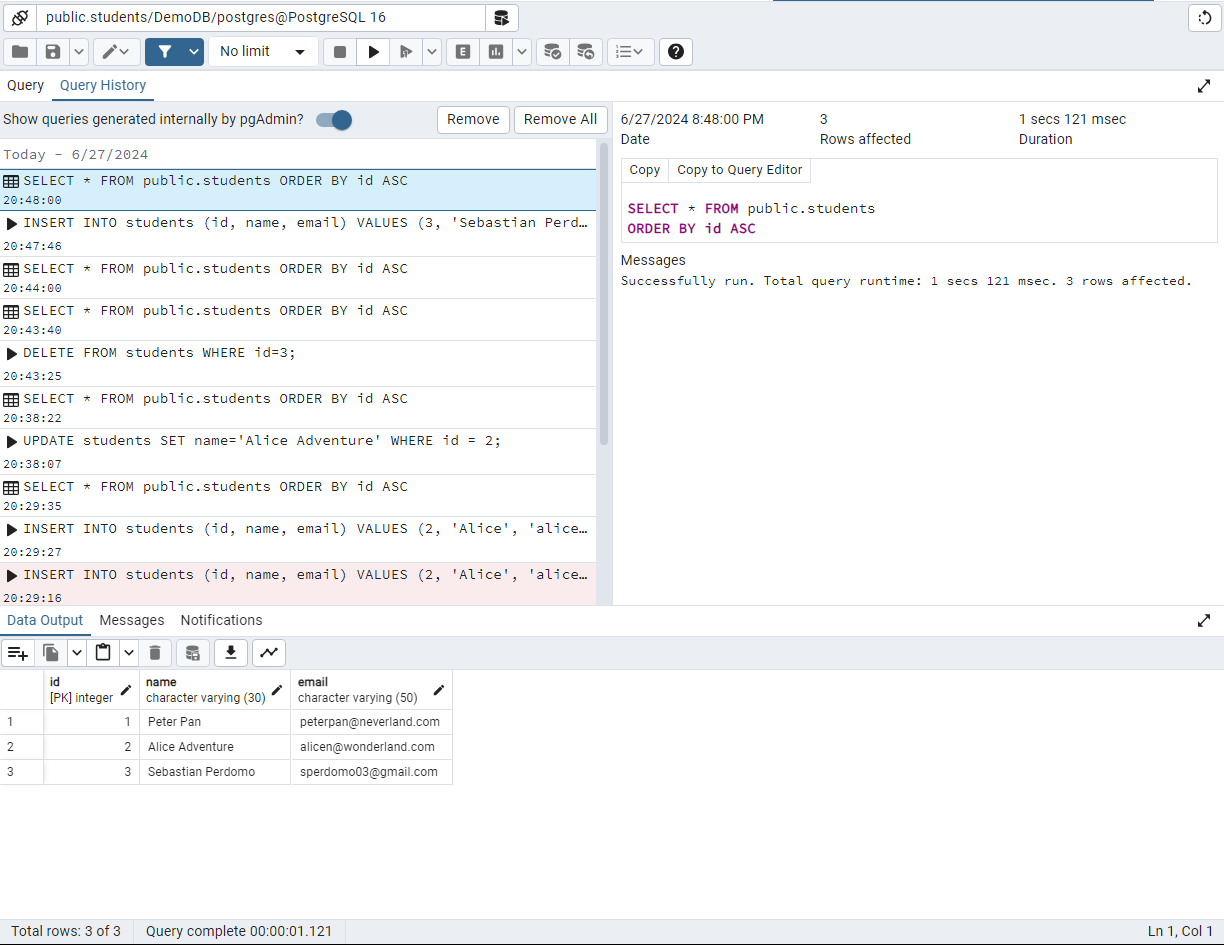 public.students/DemoDB/postgres@PostgreSQL 16
No limit
E
Query
Query History
Show queries generated internally by pgAdmin?
Remove
Remove All
Today - 6/27/2024
SELECT * FROM public.students ORDER BY id ASC
20:48:00
INSERT INTO students (id, name, email) VALUES (3, 'Sebastian Perd…
20:47:46
SELECT * FROM public.students ORDER BY id ASC
20:44:00
SELECT * FROM public.students ORDER BY id ASC
20:43:40
DELETE FROM students WHERE id=3;
20:43:25
SELECT * FROM public.students ORDER BY id ASC
20:38:22
UPDATE students SET name='Alice Adventure' WHERE id = 2;
20:38:07
SELECT * FROM public.students ORDER BY id ASC
20:29:35
INSERT INTO students (id, name, email) VALUES (2, 'Alice', 'alice…
20:29:27
INSERT INTO students (id, name, email) VALUES (2, 'Alice', 'alice…
20:29:16
6/27/2024 8:48:00 PM 3 1 secs 121 msec
Date Rows affected Duration
Copy Copy to Query Editor
SELECT * FROM public.students
ORDER BY id ASC
Messages
Successfully run. Total query runtime: 1 secs 121 msec. 3 rows affected.
Data Output Messages Notifications
id name email
[PK] integer character varying (30) character varying (50)
1 1 Peter Pan peterpan@neverland.com
2 2 Alice Adventure alicen@wonderland.com
3 3 Sebastian Perdomo sperdomo03@gmail.com
Total rows: 3 of 3 Query complete 00:00:01.121 Ln 1, Col 1